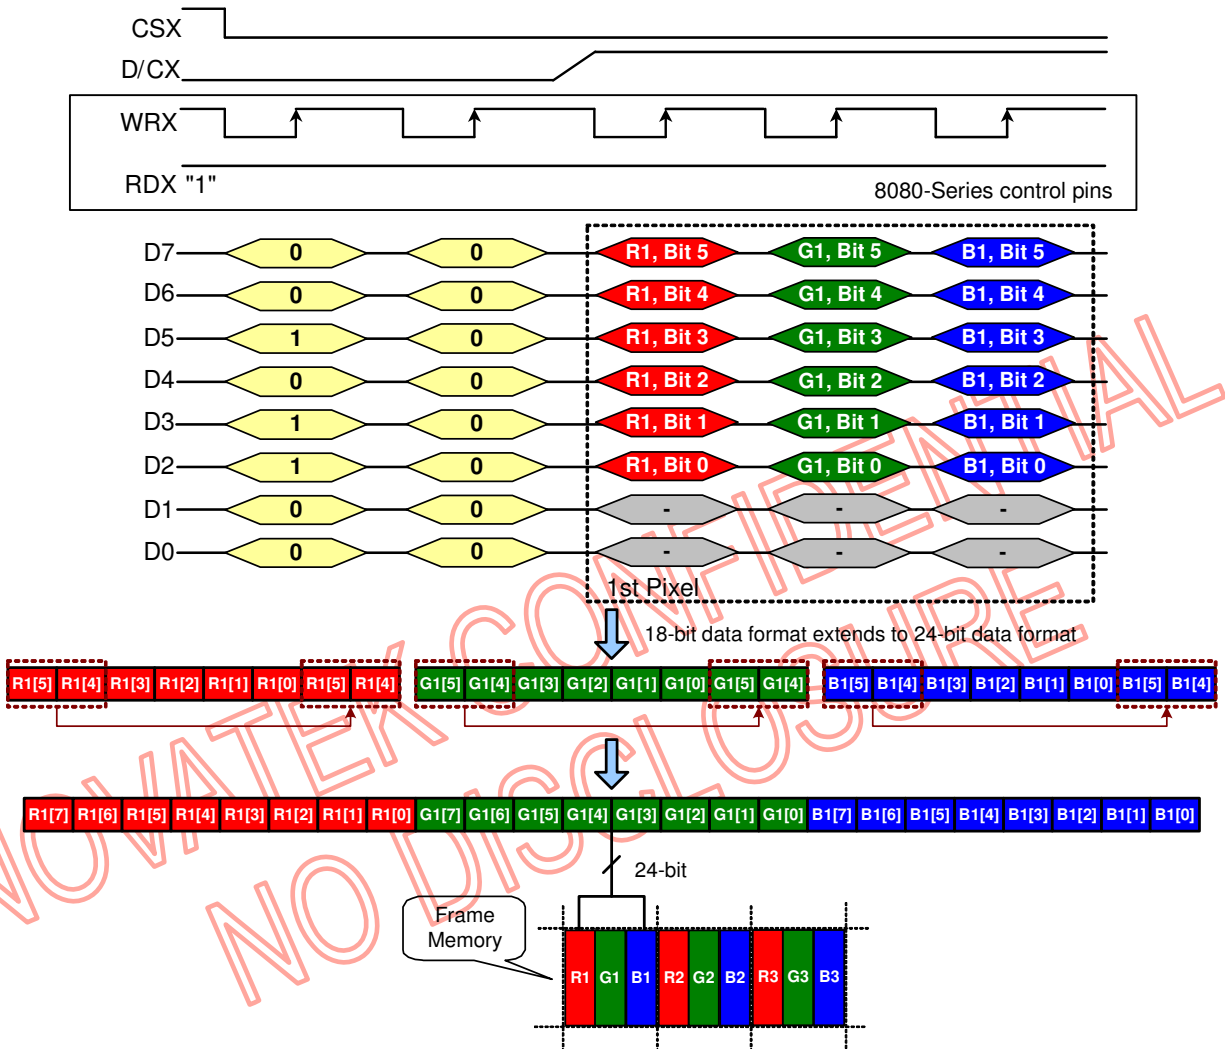 CSX
D/CX
WRX
RDX "1"
8080-Series control pins
D7 0 0 R1, Bit 5 G1, Bit 5 B1, Bit 5
D6 0 0 R1, Bit 4 G1, Bit 4 B1, Bit 4
D5 1 0 R1, Bit 3 G1, Bit 3 B1, Bit 3
D4 0 0 R1, Bit 2 G1, Bit 2 B1, Bit 2
D3 1 0 R1, Bit 1 G1, Bit 1 B1, Bit 1
D2 1 0 R1, Bit 0 G1, Bit 0 B1, Bit 0
D1 0 0 - - -
D0 0 0 - - -
1st Pixel
18-bit data format extends to 24-bit data format
R1[5] R1[4] R1[3] R1[2] R1[1] R1[0] R1[5] R1[4] G1[5] G1[4] G1[3] G1[2] G1[1] G1[0] G1[5] G1[4] B1[5] B1[4] B1[3] B1[2] B1[1] B1[0] B1[5] B1[4]
R1[7] R1[6] R1[5] R1[4] R1[3] R1[2] R1[1] R1[0] G1[7] G1[6] G1[5] G1[4] G1[3] G1[2] G1[1] G1[0] B1[7] B1[6] B1[5] B1[4] B1[3] B1[2] B1[1] B1[0]
24-bit
Frame
Memory
R1 G1 B1 R2 G2 B2 R3 G3 B3
NOVATEK CONFIDENTIAL
NO DISCLOSURE